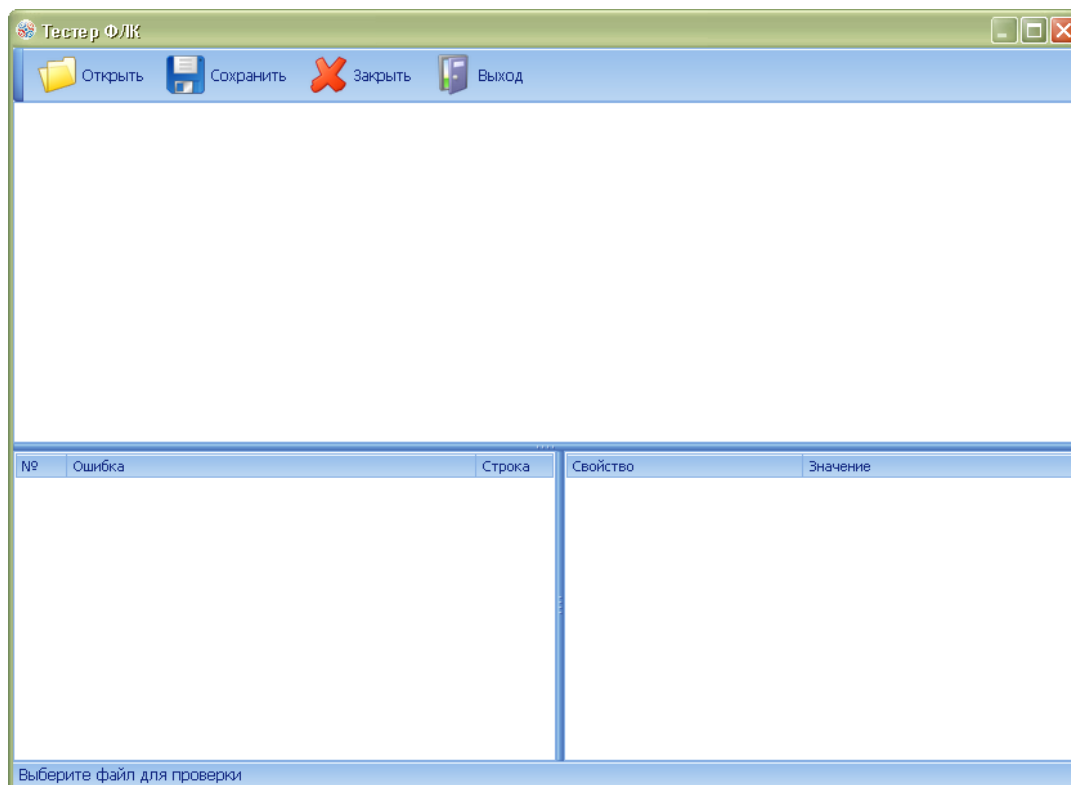 Тестер ФЛК
Открыть Сохранить Закрыть Выход
№ Ошибка Строка Свойство Значение
Выберите файл для проверки